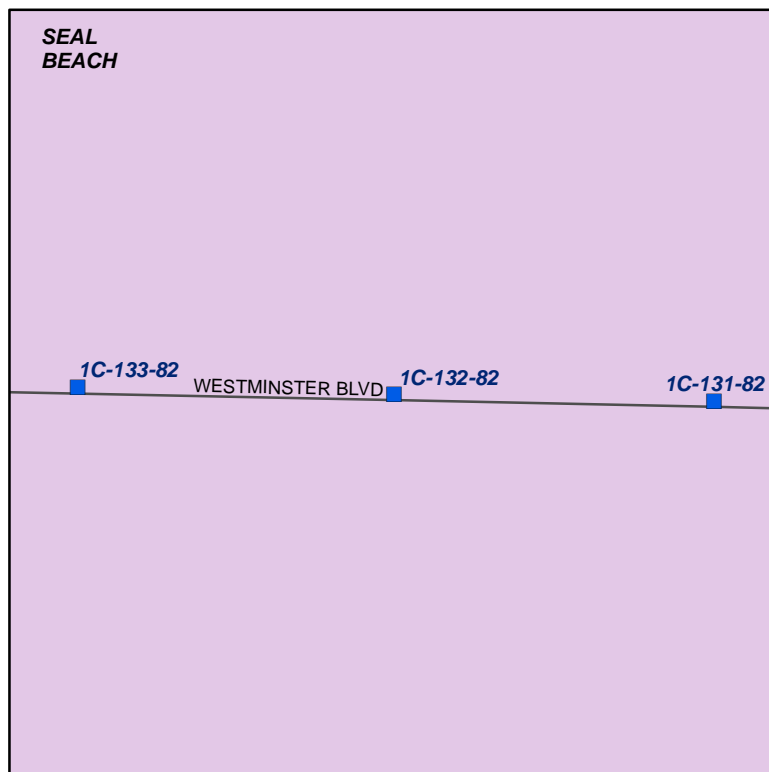 SEAL
BEACH
1C-133-82
WESTMINSTER BLVD
1C-132-82
1C-131-82